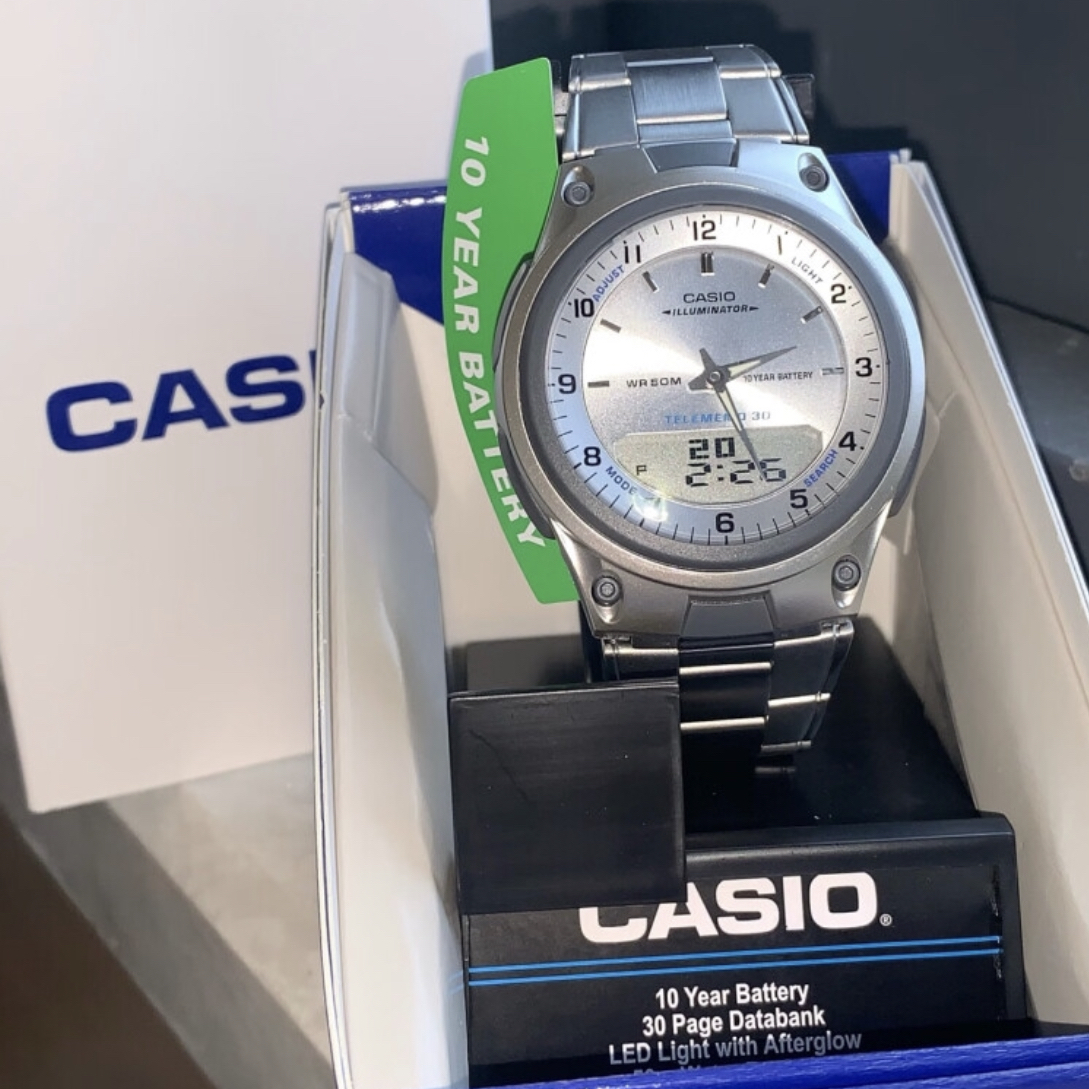 10 YEAR BATTERY
CAS
12
11
ADJUST
LIGHT
10
2
CASIO
ILLUMINATOR
9
WR50M
10 YEAR BATTERY
3
TELEMEMO 30
8
MODE
F
20
2:26
SEARCH
4
5
6
CASIO®
10 Year Battery
30 Page Databank
LED Light with Afterglow